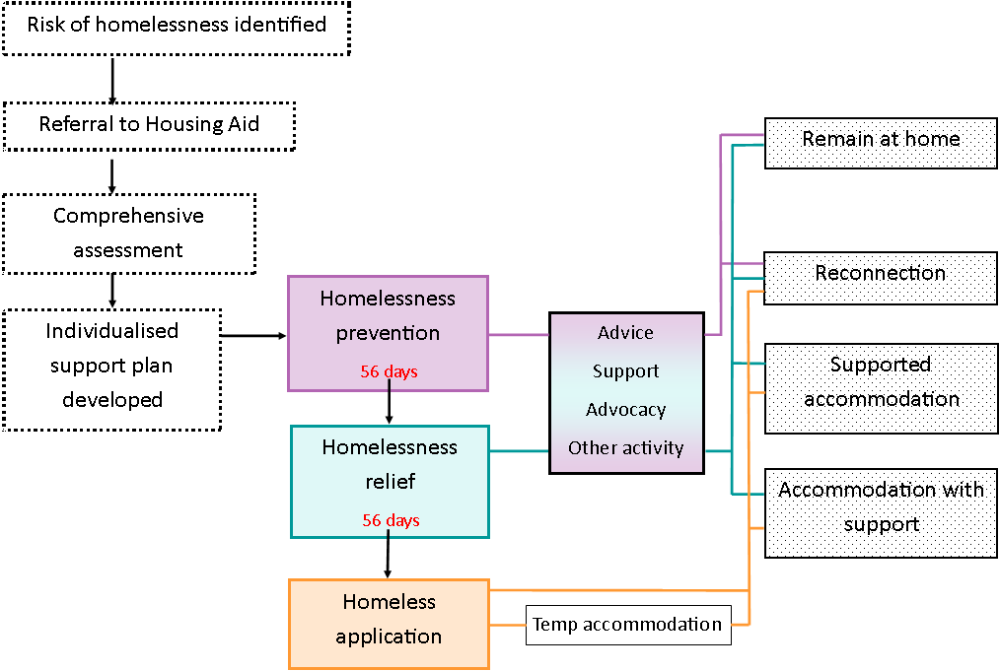 Risk of homelessness identified
Referral to Housing Aid
Comprehensive
assessment
Individualised
support plan
developed
Homelessness
prevention
56 days
Homelessness
relief
56 days
Homeless
application
Advice
Support
Advocacy
Other activity
Temp accommodation
Remain at home
Reconnection
Supported
accommodation
Accommodation with
support